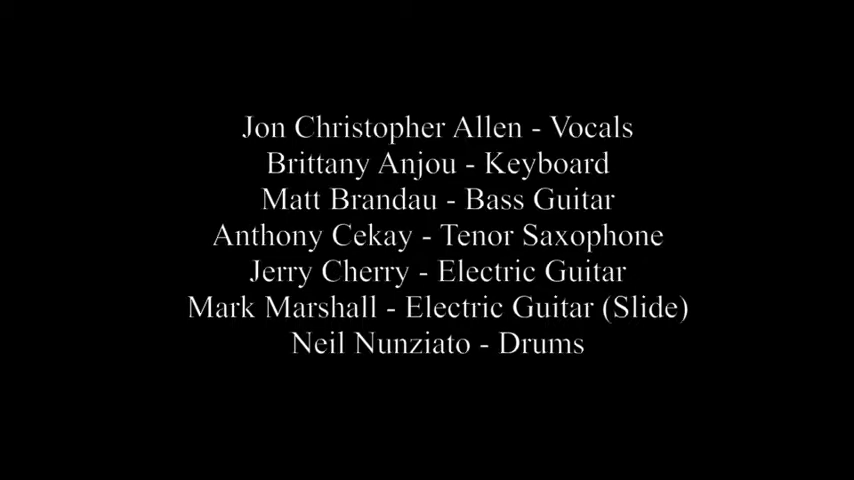 Jon Christopher Allen - Vocals
Brittany Anjou - Keyboard
Matt Brandau - Bass Guitar
Anthony Cekay - Tenor Saxophone
Jerry Cherry - Electric Guitar
Mark Marshall - Electric Guitar (Slide)
Neil Nunziato - Drums